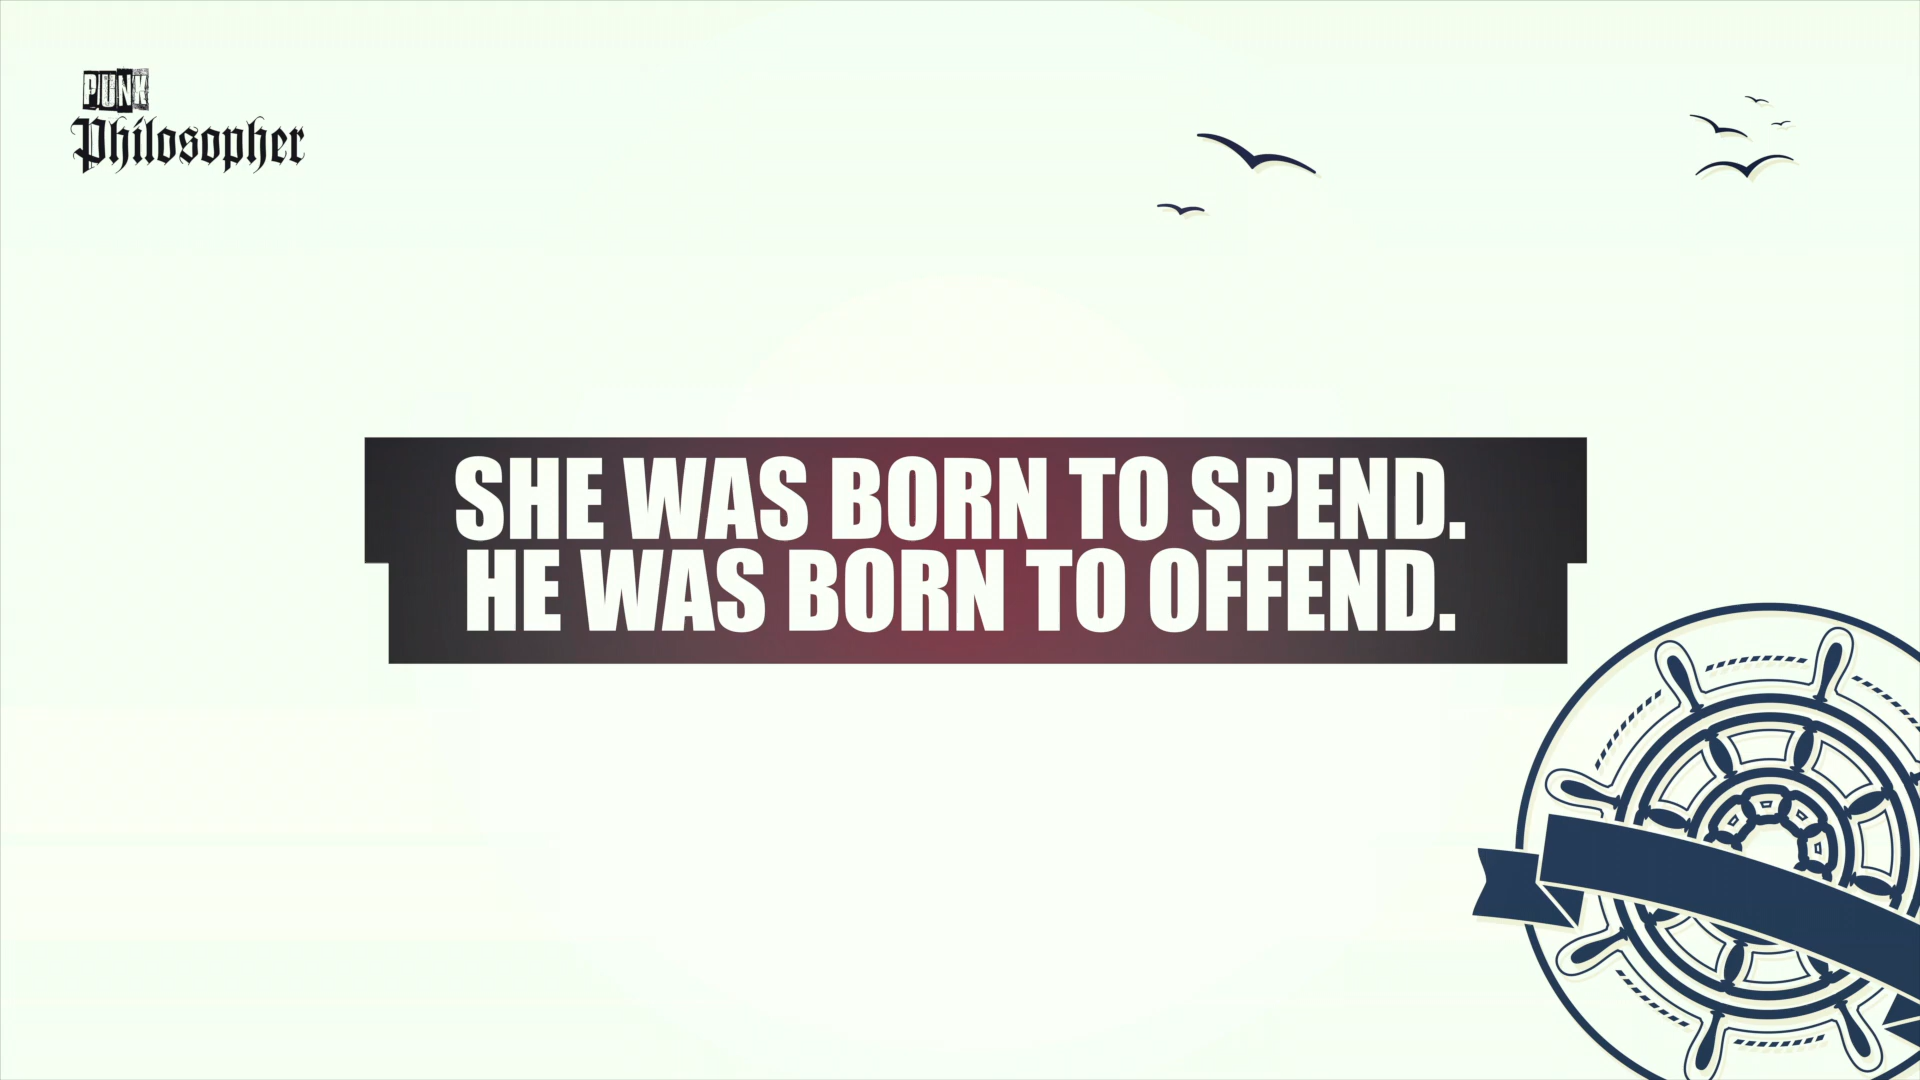 PUNK
Philosopher
SHE WAS BORN TO SPEND.
HE WAS BORN TO OFFEND.